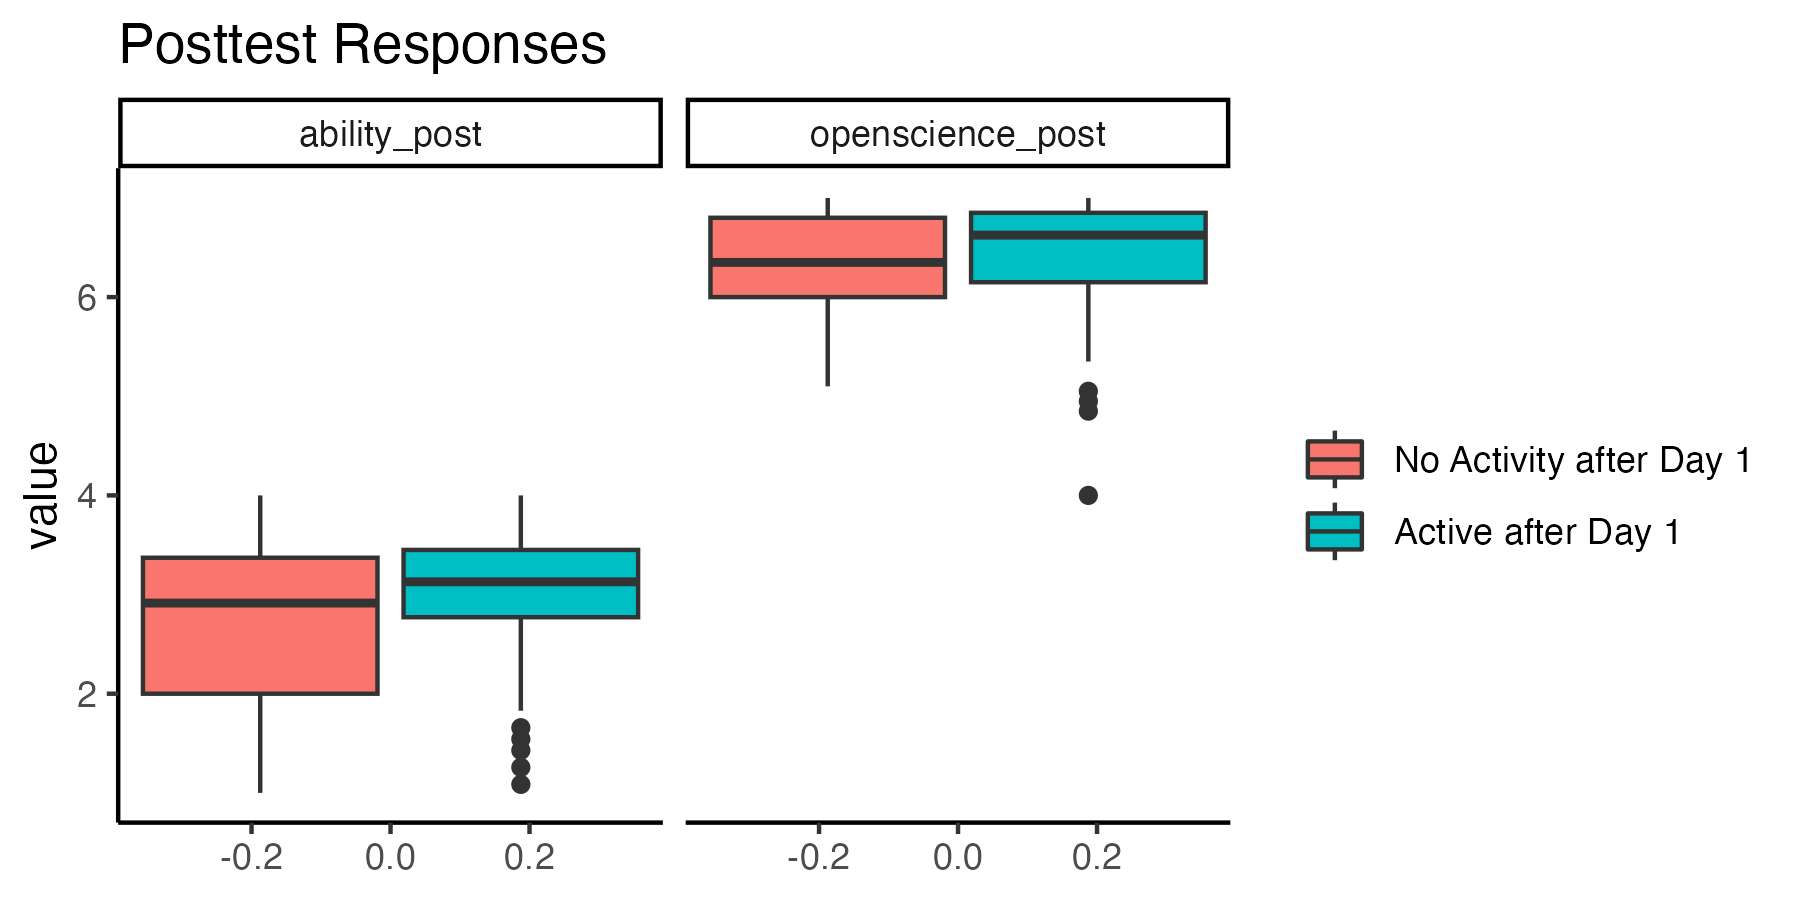 Posttest Responses
ability_post
openscience_post
value
6
4
2
-0.2 0.0 0.2
-0.2 0.0 0.2
No Activity after Day 1
Active after Day 1